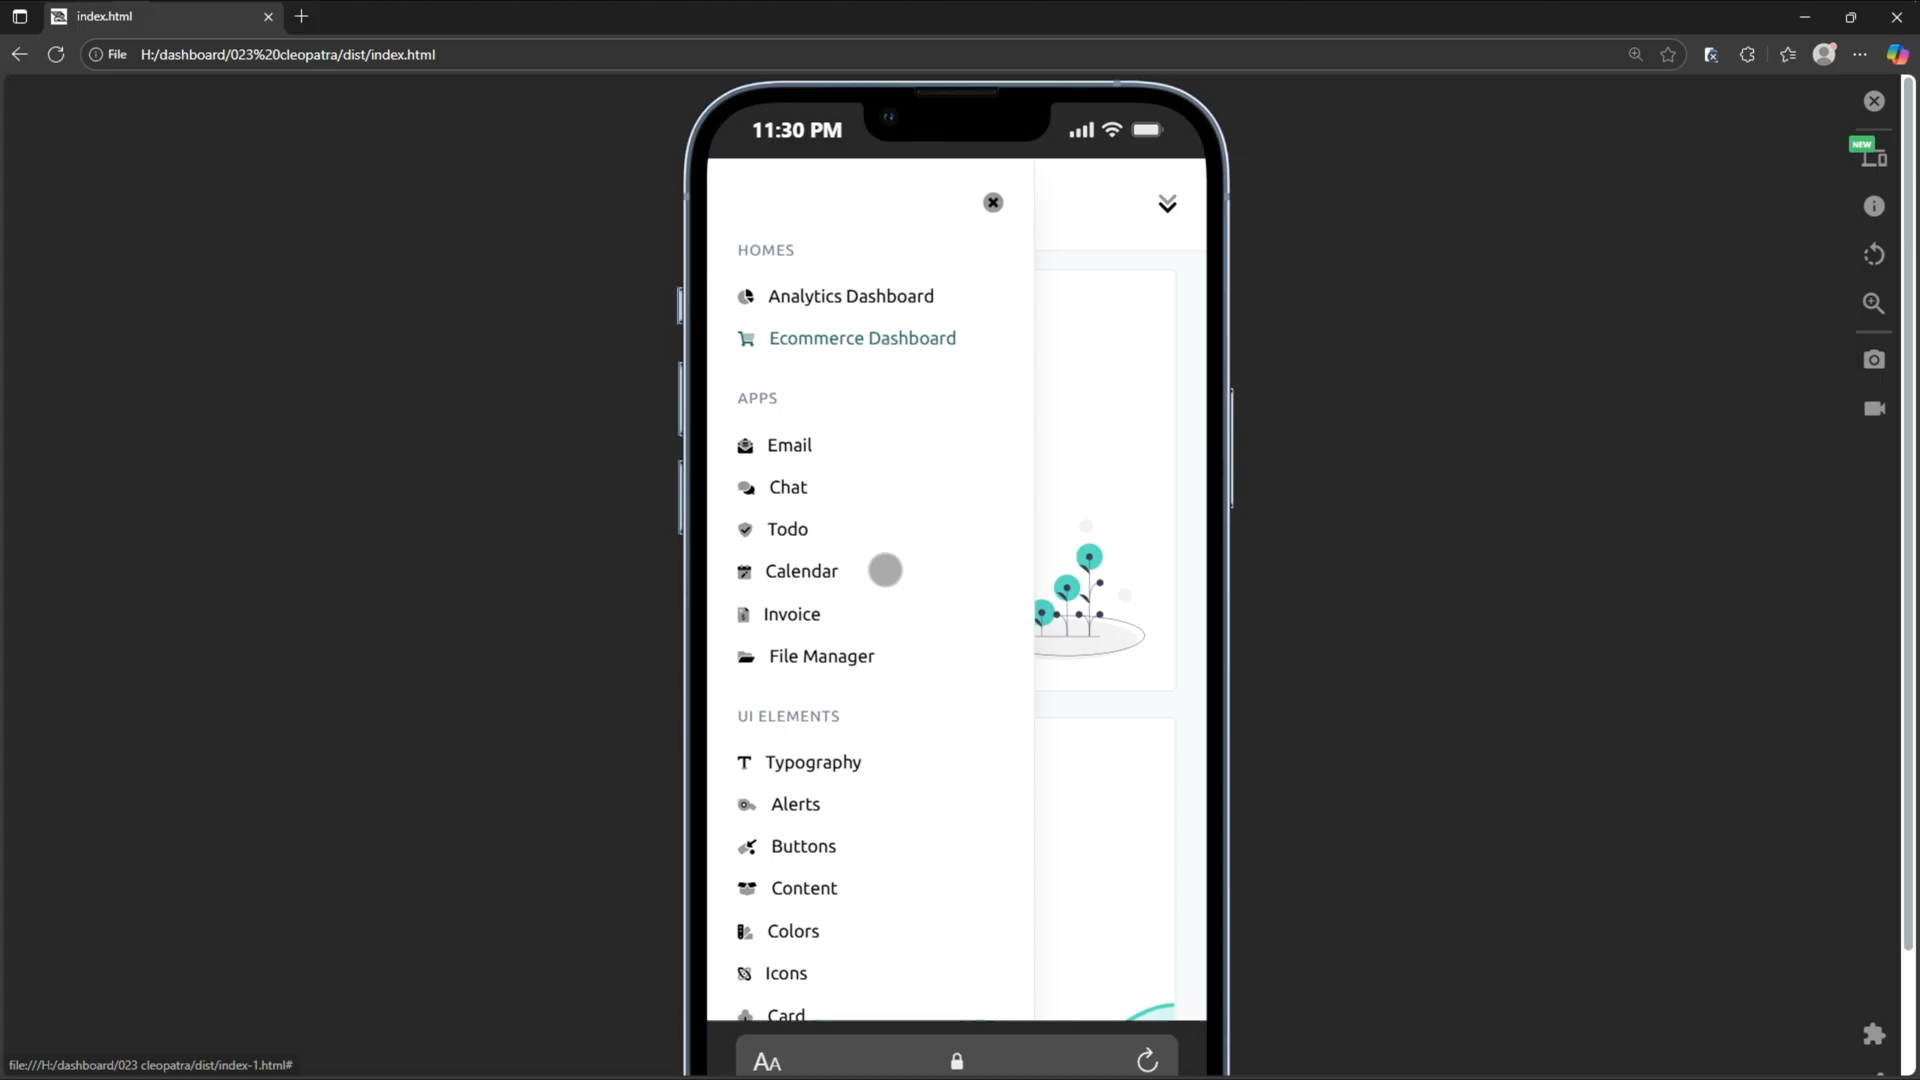 index.html
File H:/dashboard/023%20cleopatra/dist/index.html
11:30 PM
NEW
HOMES
Analytics Dashboard
Ecommerce Dashboard
APPS
Email
Chat
Todo
Calendar
Invoice
File Manager
UI ELEMENTS
Typography
Alerts
Buttons
Content
Colors
Icons
Card
AA
file:///H:/dashboard/023 cleopatra/dist/index-1.html#